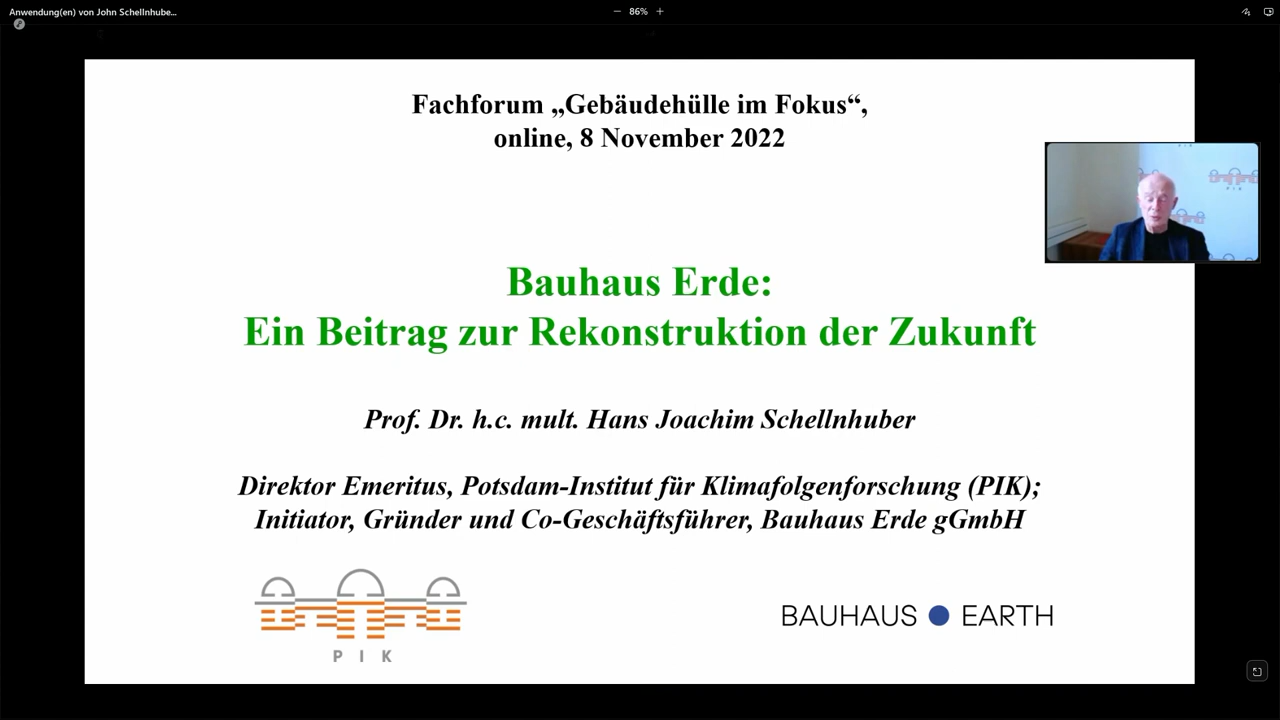 Anwendung(en) von John Schellnhube...
86%
Fachforum „Gebäudehülle im Fokus“,
online, 8 November 2022
Bauhaus Erde:
Ein Beitrag zur Rekonstruktion der Zukunft
Prof. Dr. h.c. mult. Hans Joachim Schellnhuber
Direktor Emeritus, Potsdam-Institut für Klimafolgenforschung (PIK);
Initiator, Gründer und Co-Geschäftsführer, Bauhaus Erde gGmbH
PIK
BAUHAUS EARTH